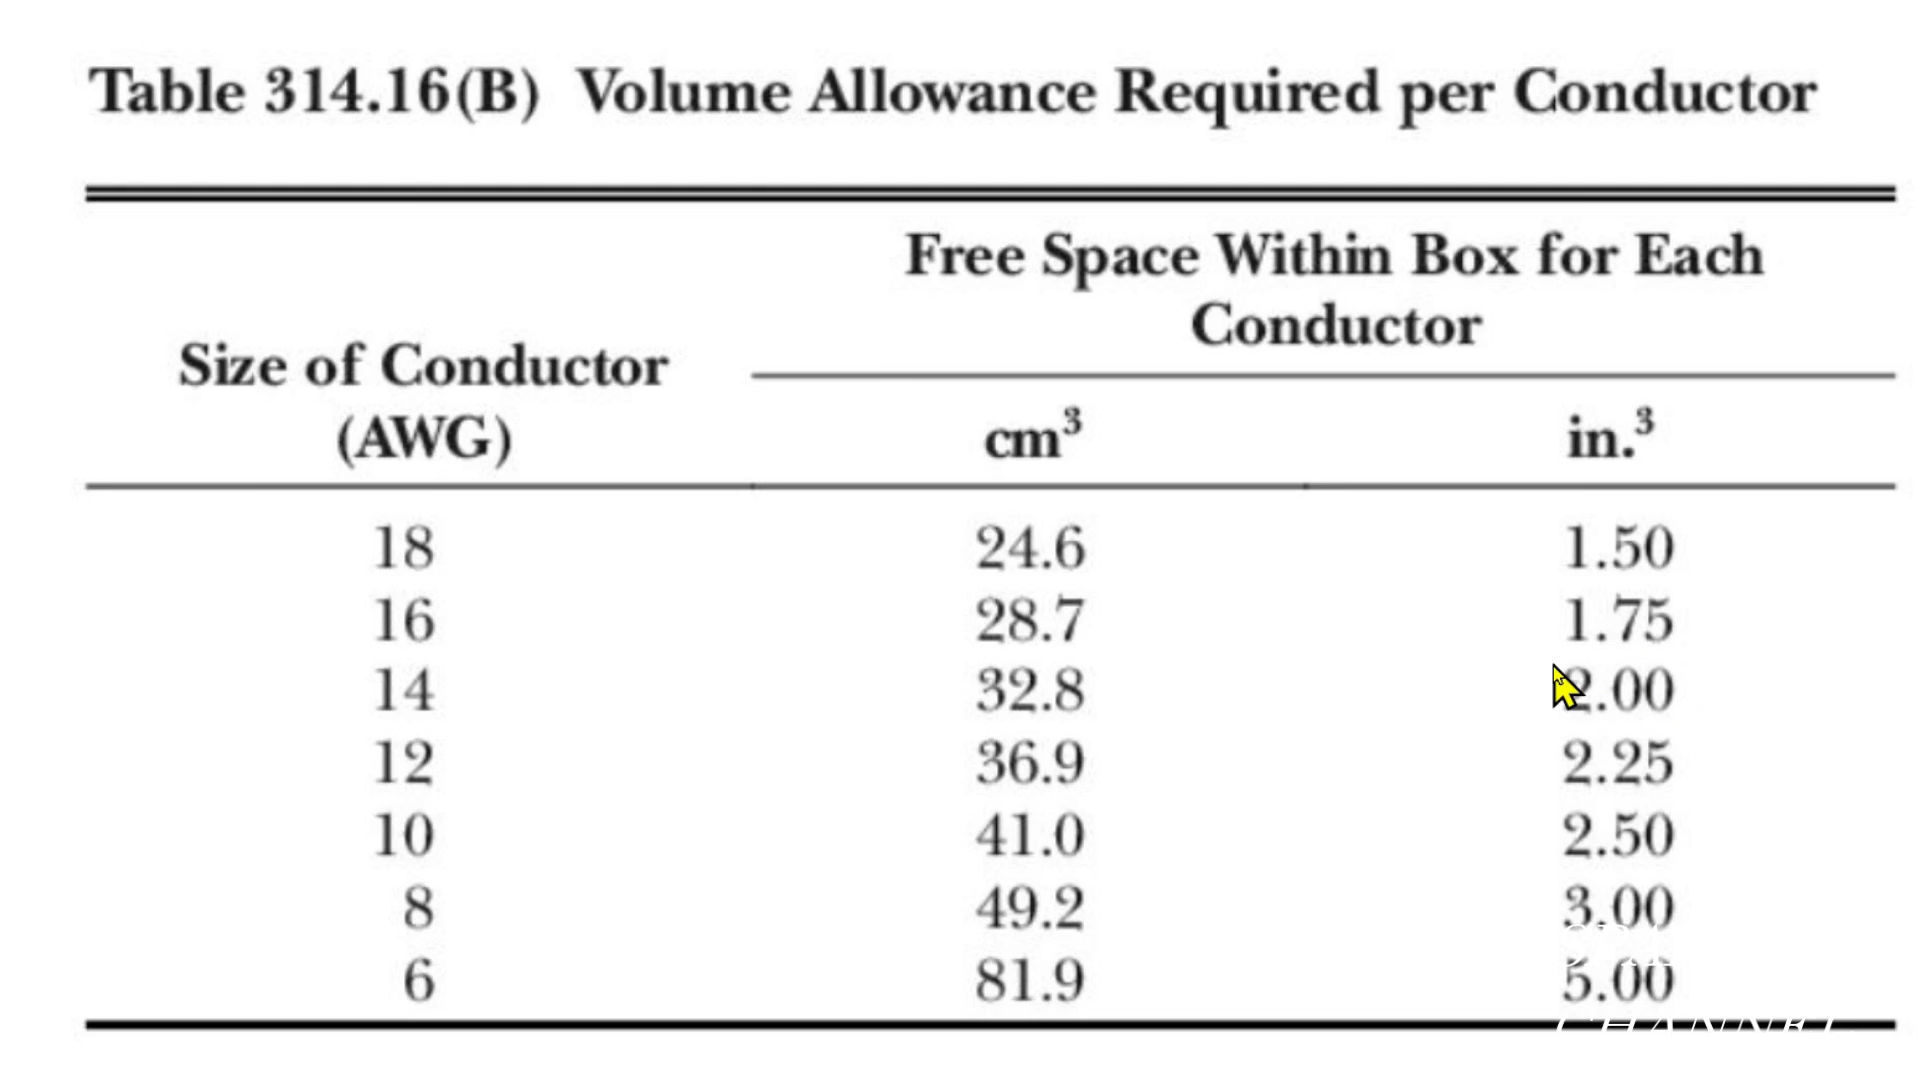 Table 314.16(B) Volume Allowance Required per Conductor
Free Space Within Box for Each
Conductor
Size of Conductor
(AWG)
cm³ in.³
18 24.6 1.50
16 28.7 1.75
14 32.8 2.00
12 36.9 2.25
10 41.0 2.50
8 49.2 3.00
6 81.9 5.00
CHANNEL